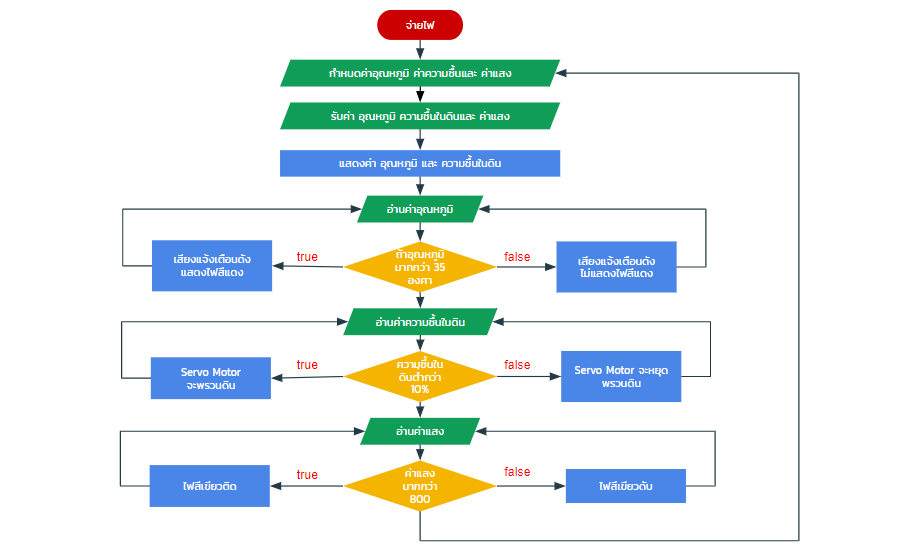 จ่ายไฟ
กำหนดค่าอุณหภูมิ ค่าความชื้นและ ค่าแสง
รับค่า อุณหภูมิ ความชื้นในดินและ ค่าแสง
แสดงค่า อุณหภูมิ และ ความชื้นในดิน
อ่านค่าอุณหภูมิ
เสียงแจ้งเตือนดัง
แสดงไฟสีแดง
true
ถ้าอุณหภูมิ
มากกว่า 35
องศา
false
เสียงแจ้งเตือนดัง
ไม่แสดงไฟสีแดง
อ่านค่าความชื้นในดิน
Servo Motor
จะพรวนดิน
true
ความชื้นใน
ดินต่ำกว่า
10%
false
Servo Motor จะหยุด
พรวนดิน
อ่านค่าแสง
ไฟสีเขียวติด
true
ค่าแสง
มากกว่า
800
false
ไฟสีเขียวดับ